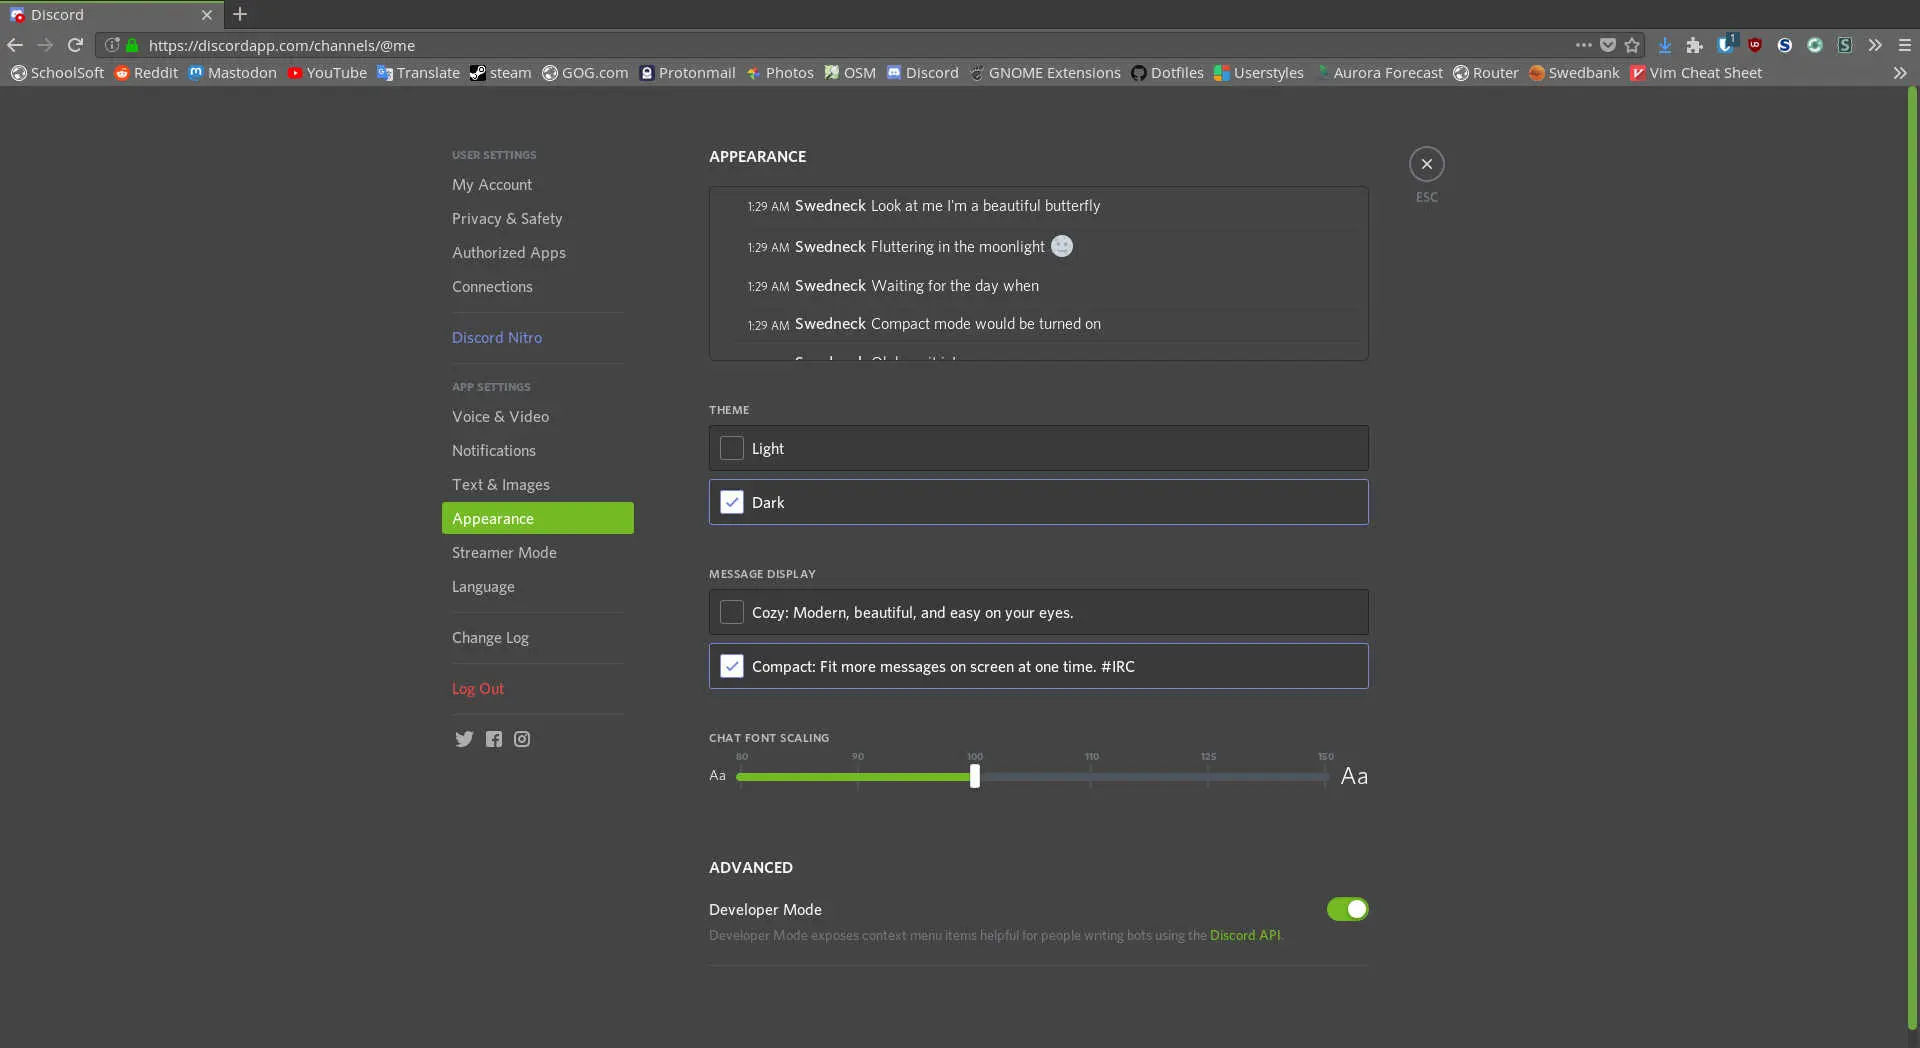 Discord
https://discordapp.com/channels/@me
1
SchoolSoft Reddit Mastodon YouTube Translate steam GOG.com Protonmail Photos OSM Discord GNOME Extensions Dotfiles Userstyles Aurora Forecast Router Swedbank Vim Cheat Sheet
USER SETTINGS
My Account
Privacy & Safety
Authorized Apps
Connections
Discord Nitro
APP SETTINGS
Voice & Video
Notifications
Text & Images
Appearance
Streamer Mode
Language
Change Log
Log Out
APPEARANCE
ESC
1:29 AM Swedneck Look at me I'm a beautiful butterfly
1:29 AM Swedneck Fluttering in the moonlight
1:29 AM Swedneck Waiting for the day when
1:29 AM Swedneck Compact mode would be turned on
Swedneck
THEME
Light
Dark
MESSAGE DISPLAY
Cozy: Modern, beautiful, and easy on your eyes.
Compact: Fit more messages on screen at one time. #IRC
CHAT FONT SCALING
80 90 100 110 125 150
Aa Aa
ADVANCED
Developer Mode
Developer Mode exposes context menu items helpful for people writing bots using the Discord API.